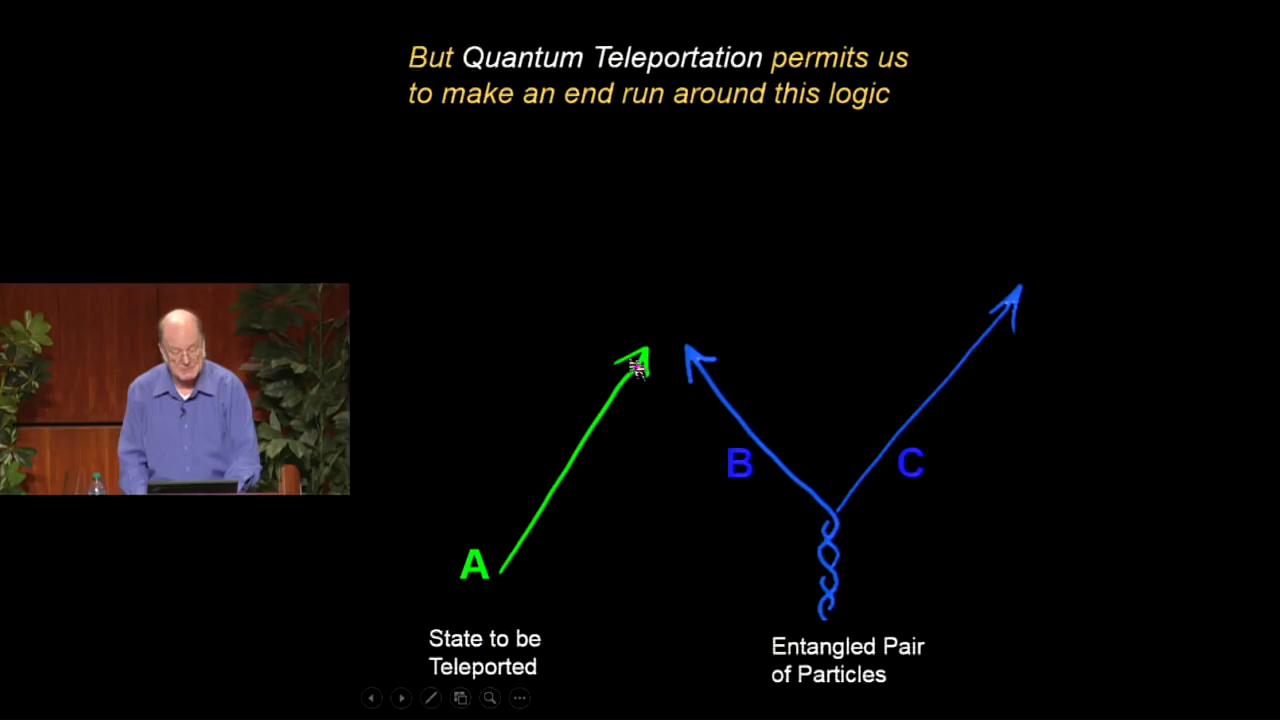 But Quantum Teleportation permits us
to make an end run around this logic
B
C
A
State to be
Teleported
Entangled Pair
of Particles